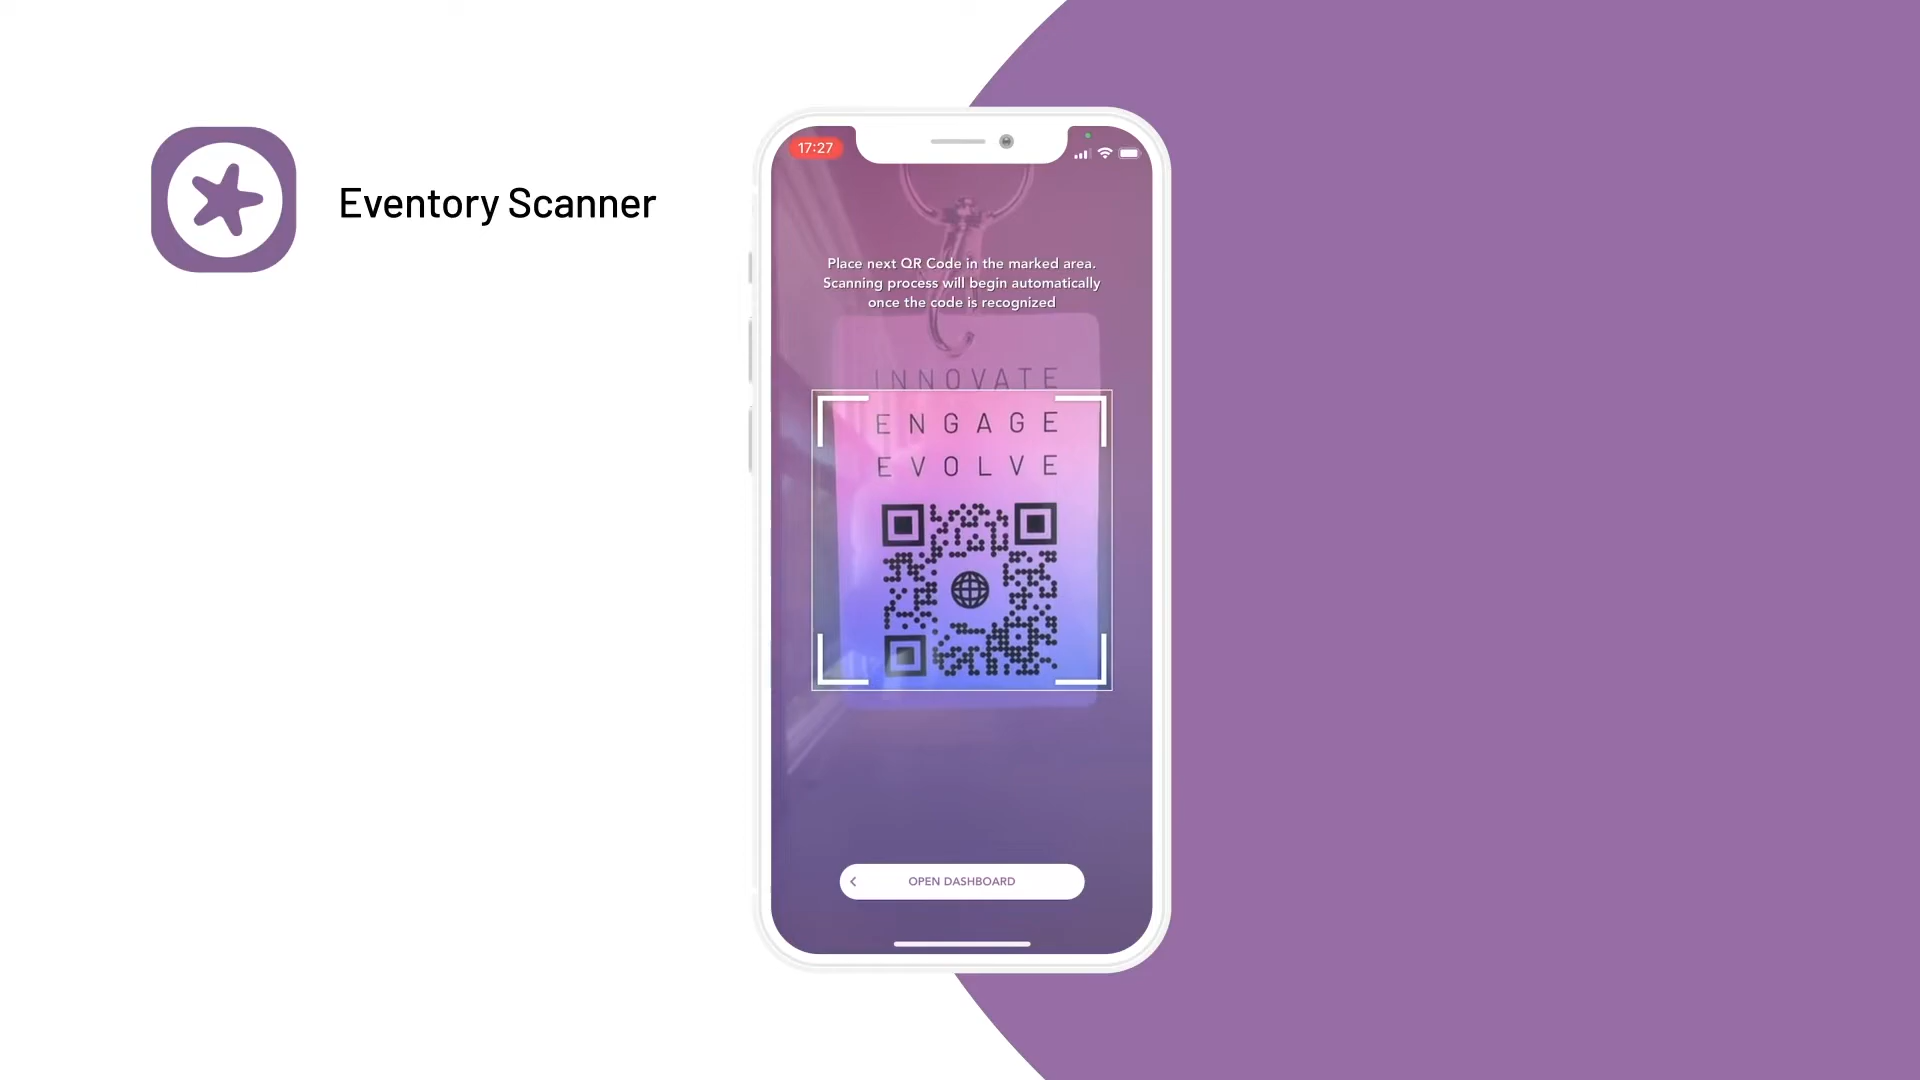 Eventory Scanner
17:27
Place next QR Code in the marked area.
Scanning process will begin automatically
once the code is recognized
INNOVATE
ENGAGE
EVOLVE
OPEN DASHBOARD